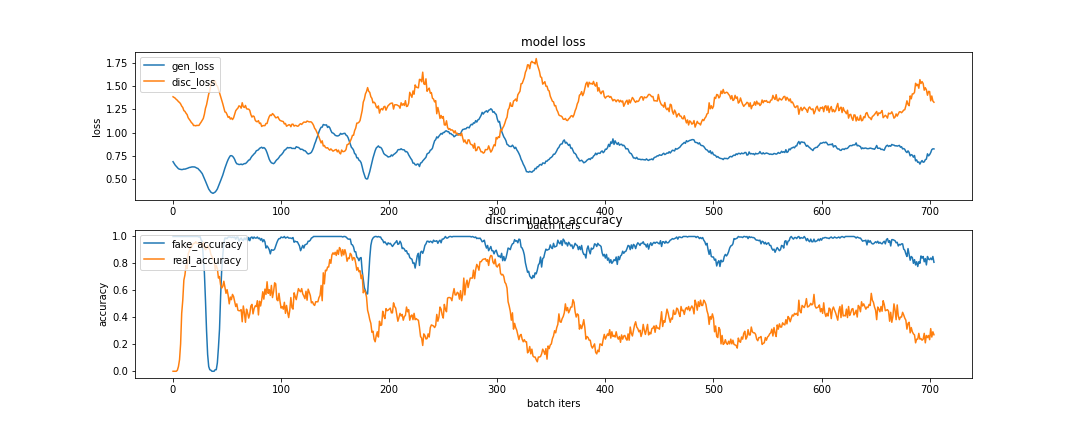 model loss
1.75
1.50
1.25
1.00
0.75
0.50
loss
gen_loss
disc_loss
0 100 200 300 400 500 600 700
batch iters
discriminator accuracy
1.0
0.8
0.6
0.4
0.2
0.0
accuracy
fake_accuracy
real_accuracy
0 100 200 300 400 500 600 700
batch iters